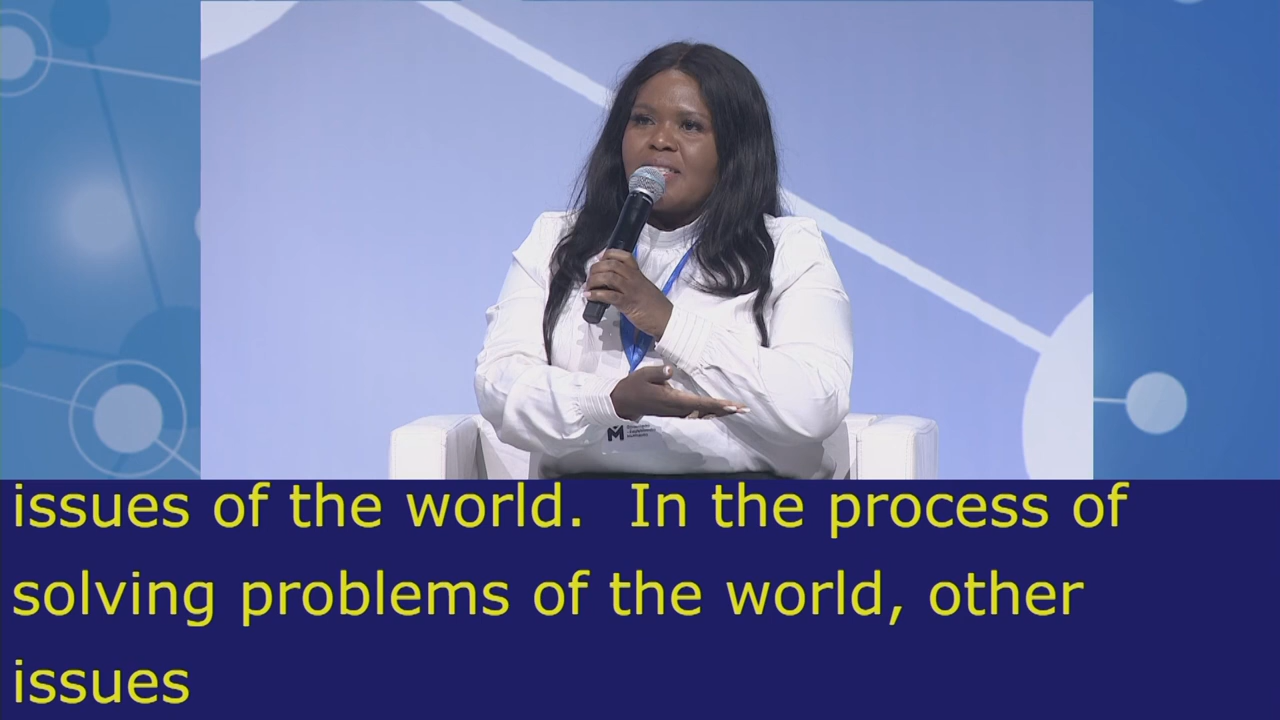 issues of the world.  In the process of
solving problems of the world, other
issues